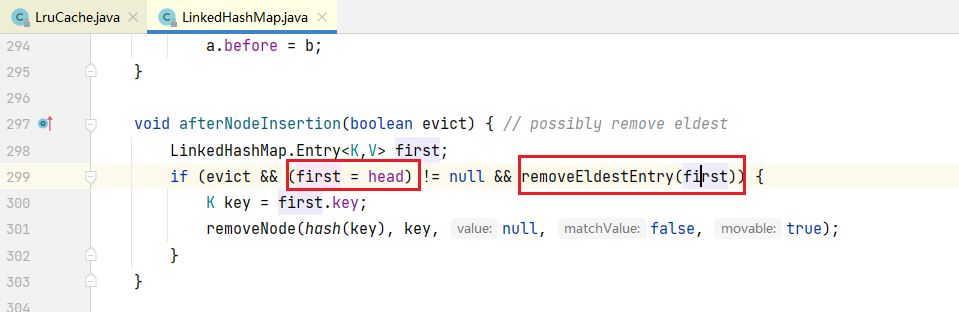 LruCache.java LinkedHashMap.java
294 a.before = b;
295 }
296
297 void afterNodeInsertion(boolean evict) { // possibly remove eldest
298 LinkedHashMap.Entry<K,V> first;
299 if (evict && (first = head) != null && removeEldestEntry(first)) {
300 K key = first.key;
301 removeNode(hash(key), key, value: null, matchValue: false, movable: true);
302 }
303 }
304